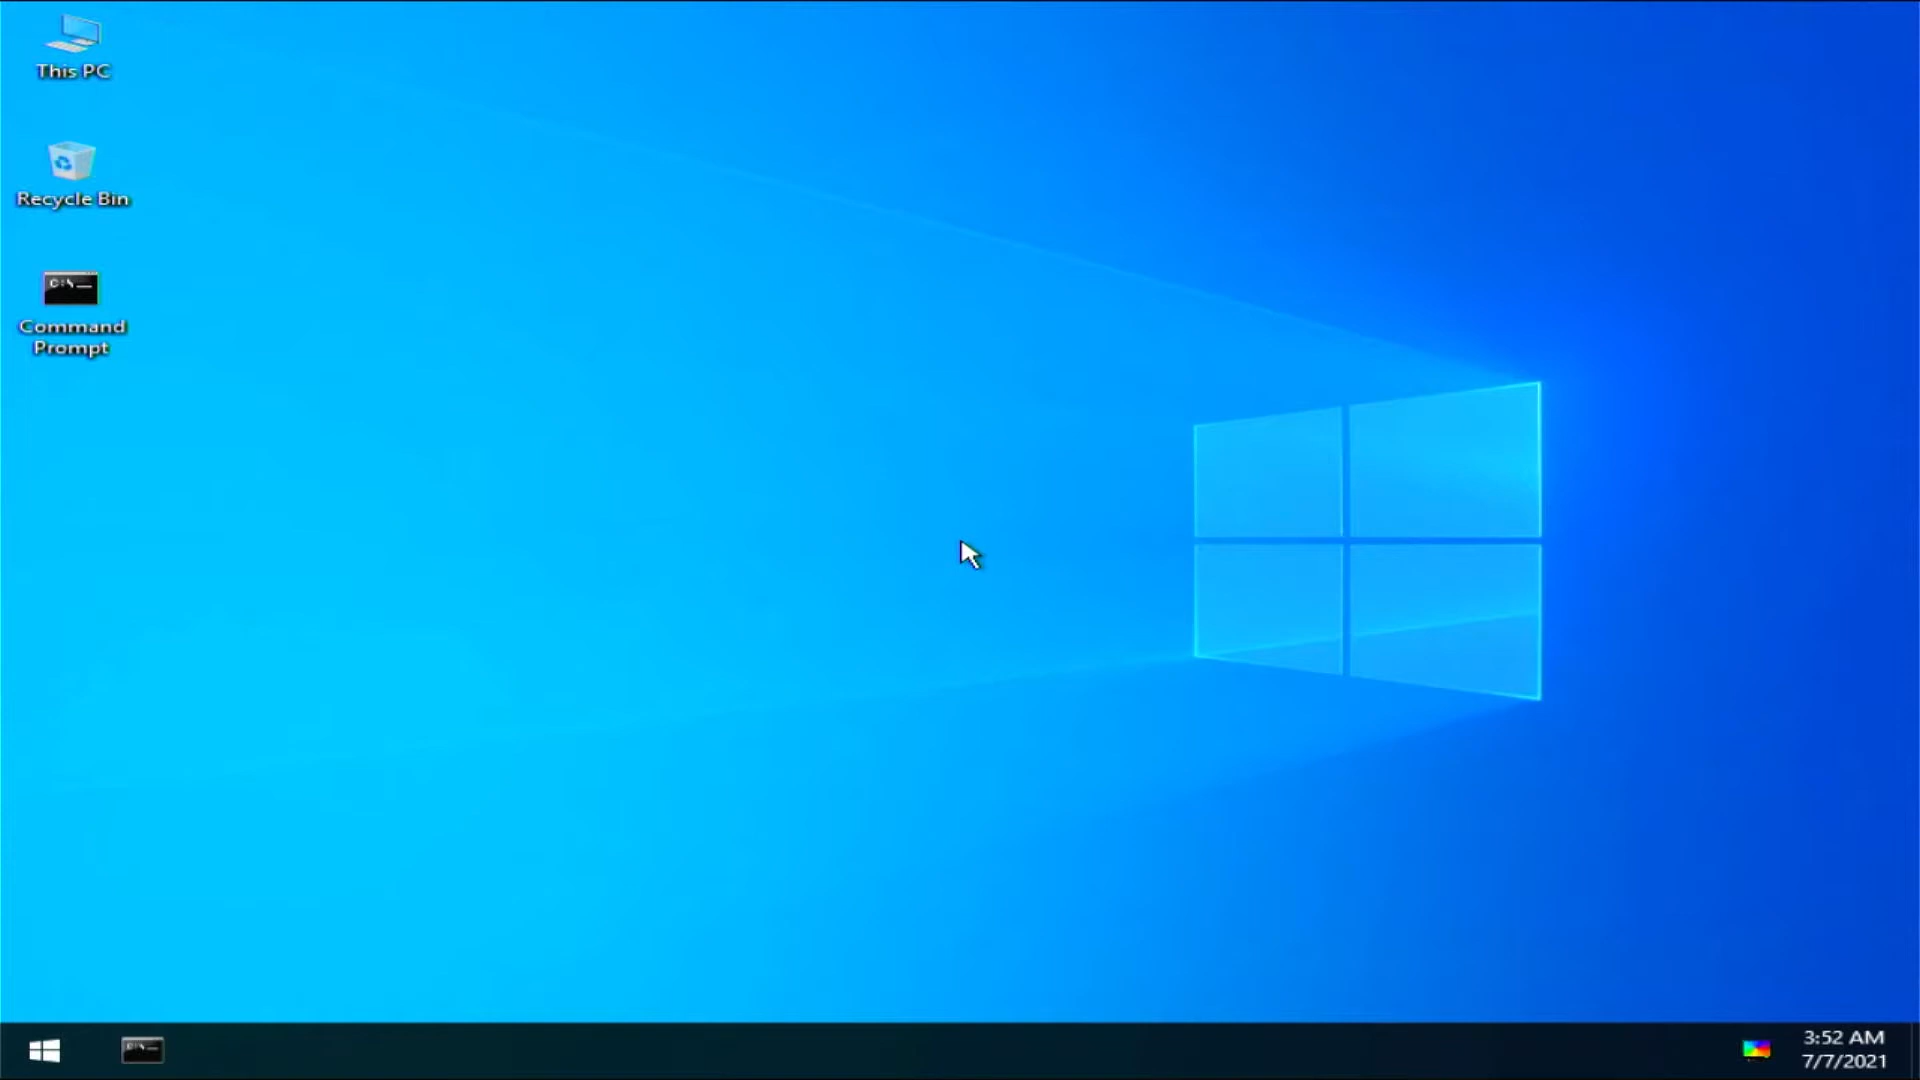 This PC
Recycle Bin
C:\
Command
Prompt
3:52 AM
7/7/2021